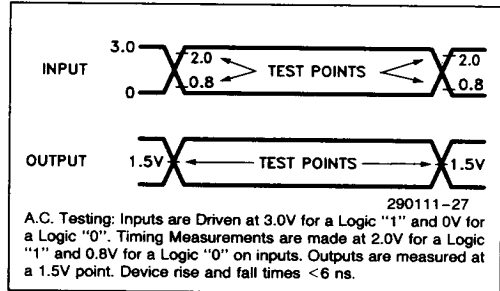 3.0 2.0 2.0
INPUT TEST POINTS
0.8 0.8
0
OUTPUT 1.5V TEST POINTS 1.5V
290111-27
A.C. Testing: Inputs are Driven at 3.0V for a Logic "1" and 0V for
a Logic "0". Timing Measurements are made at 2.0V for a Logic
"1" and 0.8V for a Logic "0" on inputs. Outputs are measured at
a 1.5V point. Device rise and fall times <6 ns.